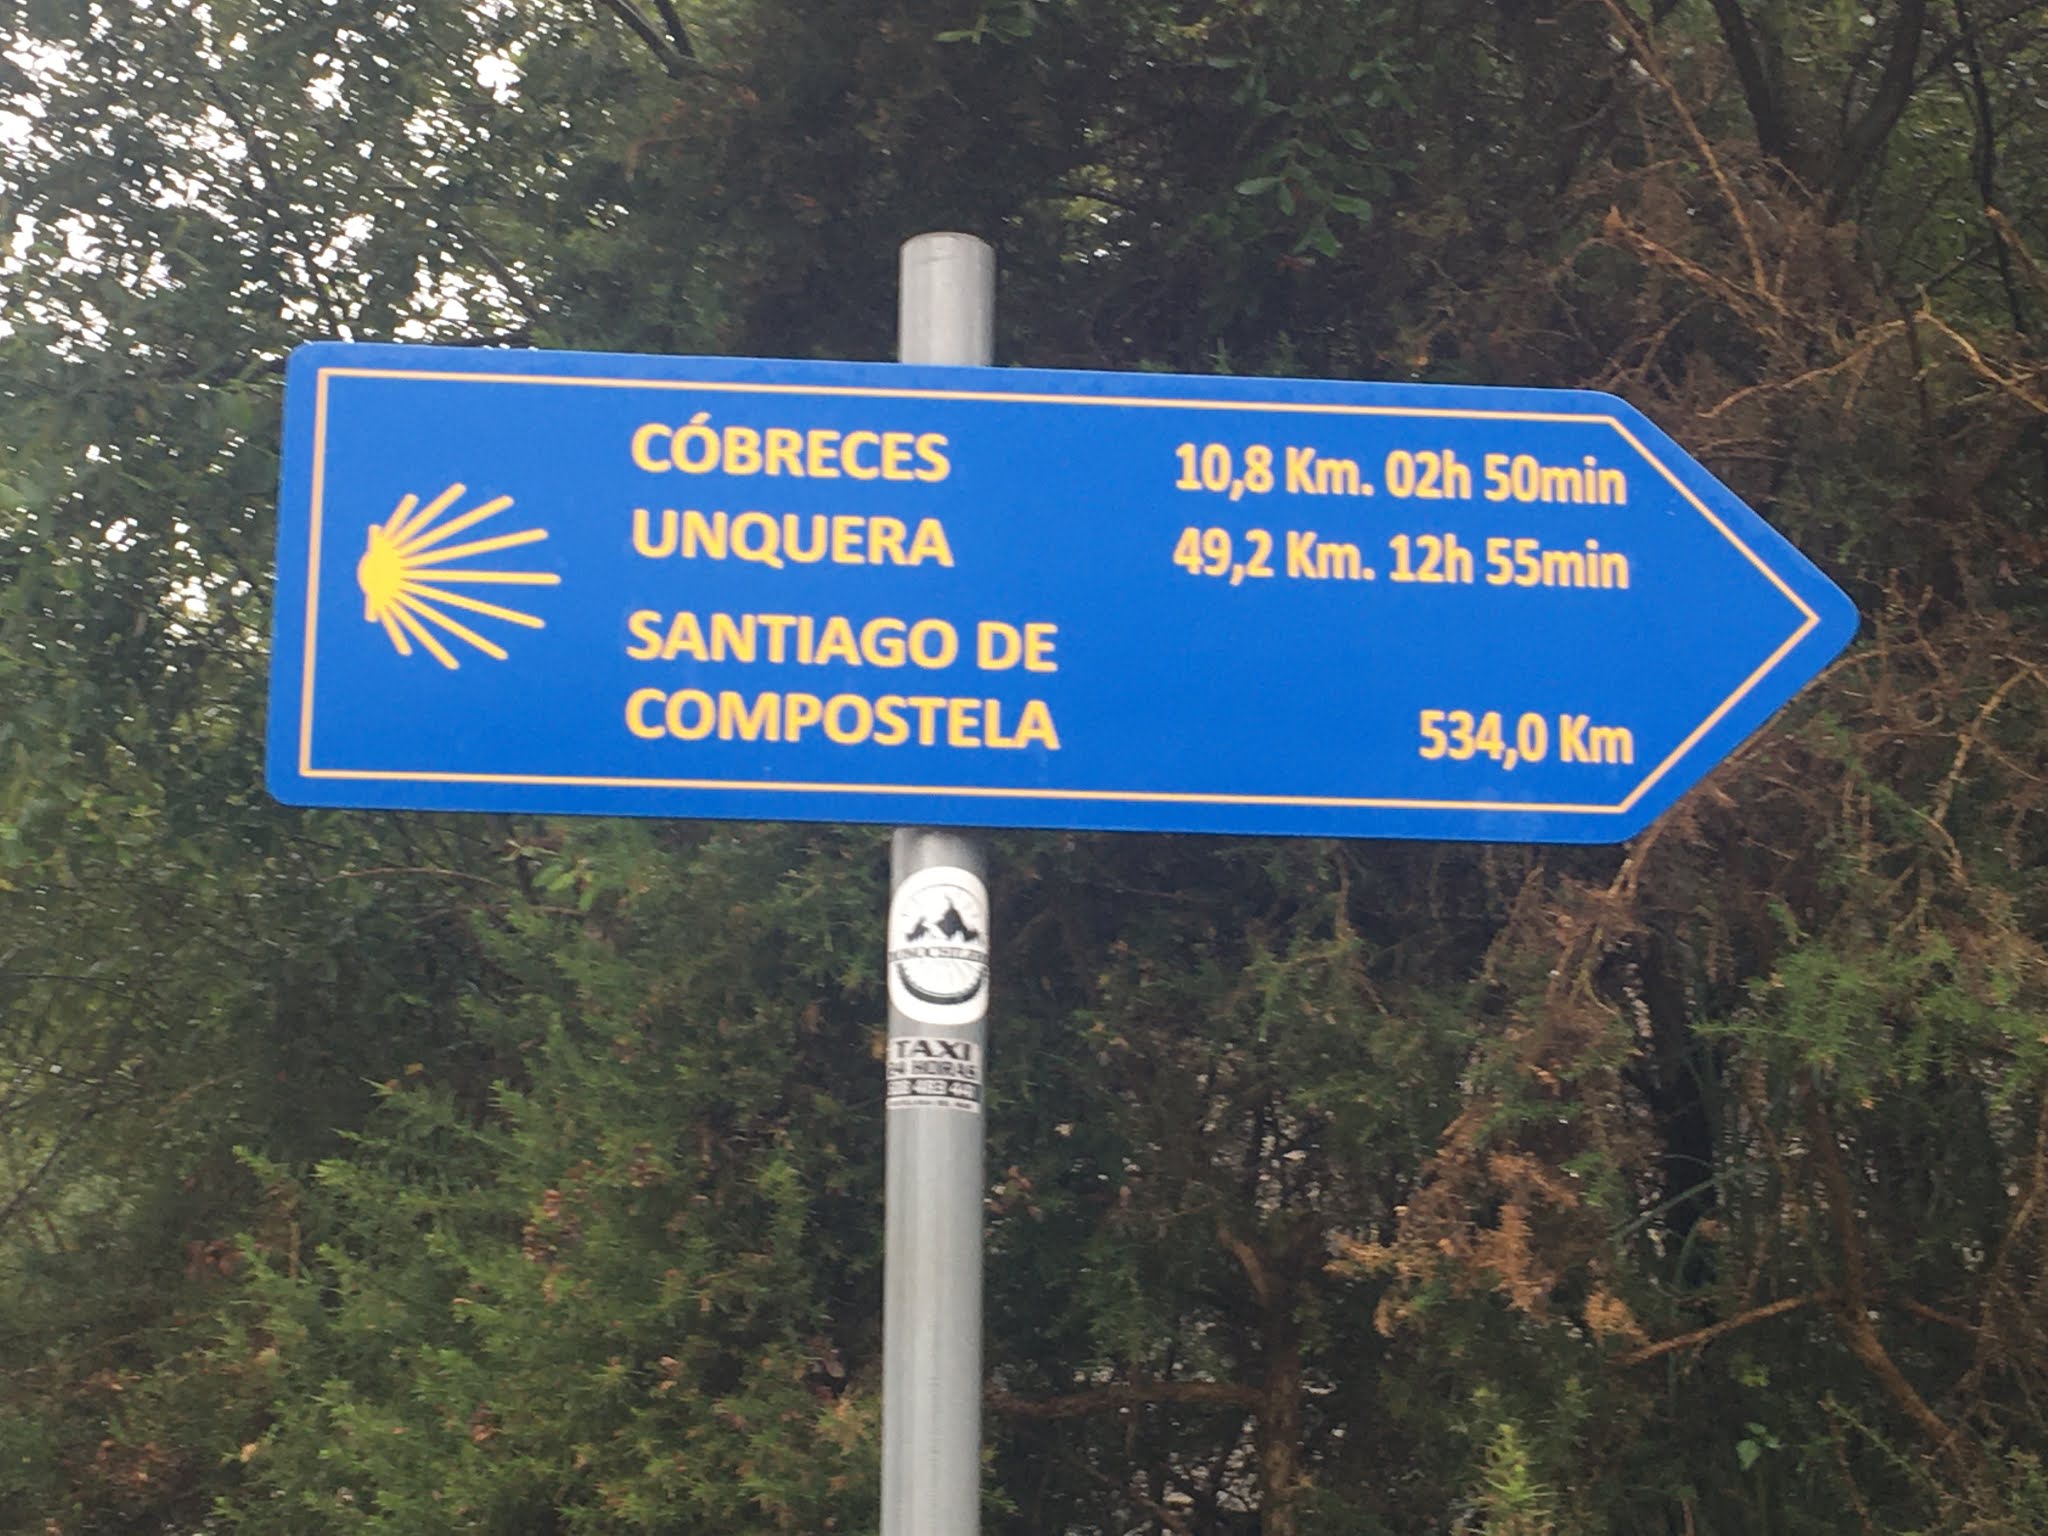 CÓBRECES 10,8 Km. 02h 50min
UNQUERA 49,2 Km. 12h 55min
SANTIAGO DE
COMPOSTELA 534,0 Km
TAXI
HORAS